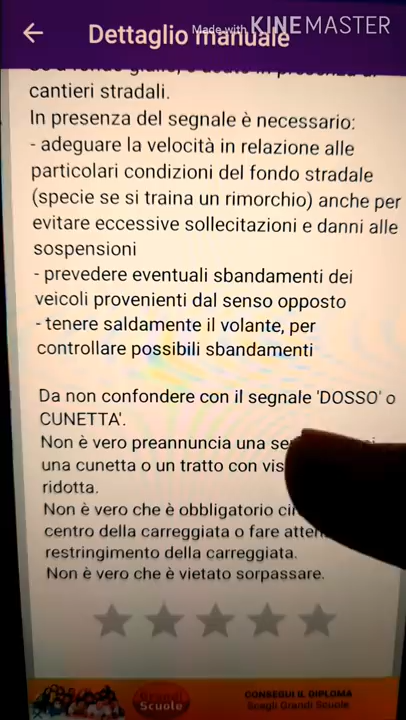 Made with KINEMASTER
Dettaglio manuale
cantieri stradali.
In presenza del segnale è necessario:
- adeguare la velocità in relazione alle
particolari condizioni del fondo stradale
(specie se si traina un rimorchio) anche per
evitare eccessive sollecitazioni e danni alle
sospensioni
- prevedere eventuali sbandamenti dei
veicoli provenienti dal senso opposto
- tenere saldamente il volante, per
controllare possibili sbandamenti
Da non confondere con il segnale 'DOSSO' o
CUNETTA'.
Non è vero preannuncia una
una cunetta o un tratto con
ridotta.
Non è vero che è obbligatorio
centro della carreggiata o fare
restringimento della carreggiata.
Non è vero che è vietato sorpassare.
Grandi
Scuole
CONSEGUI IL DIPLOMA
Scegli Grandi Scuole